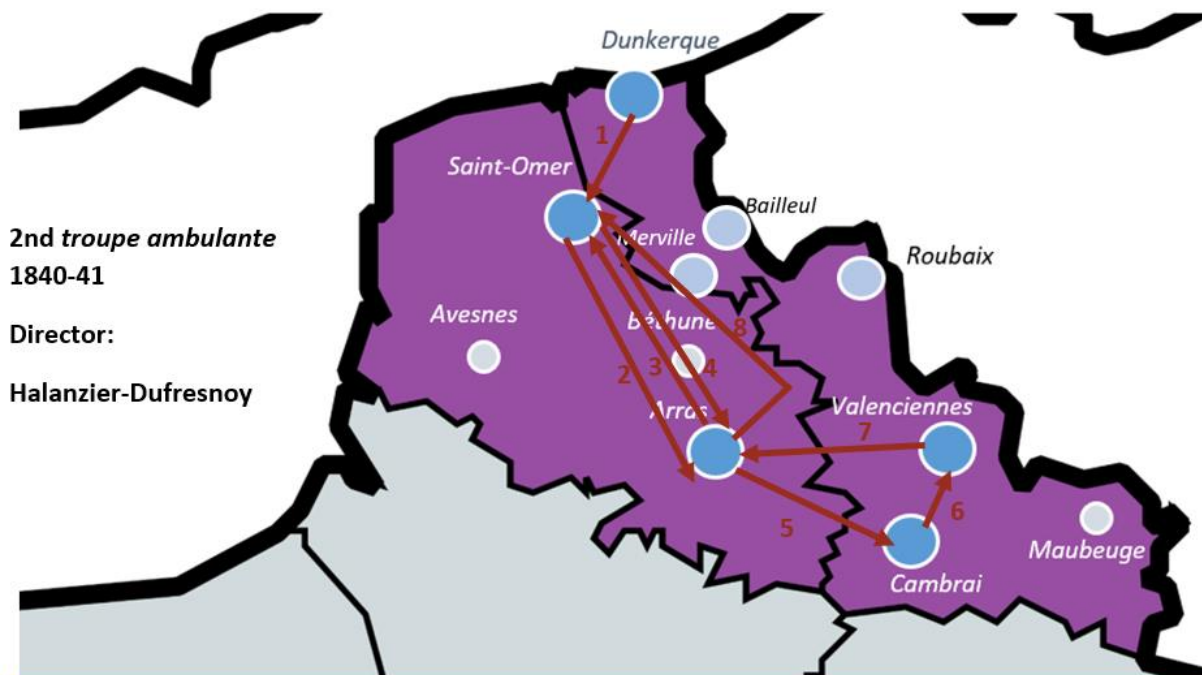 Dunkerque
1
Saint-Omer
Bailleul
2nd troupe ambulante
1840-41
Merville
Roubaix
Avesnes
Director:
Béthune
8
2
3
4
Halanzier-Dufresnoy
Arras
Valenciennes
7
5
6
Maubeuge
Cambrai